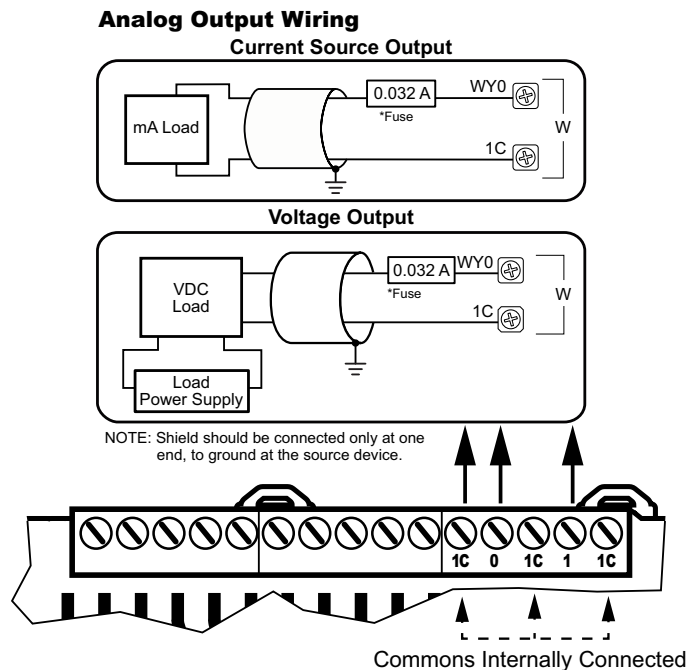 Analog Output Wiring
Current Source Output
mA Load
0.032 A
*Fuse
WY0
1C
W
Voltage Output
VDC
Load
Load
Power Supply
0.032 A
*Fuse
WY0
1C
W
NOTE: Shield should be connected only at one
end, to ground at the source device.
1C 0 1C 1 1C
Commons Internally Connected